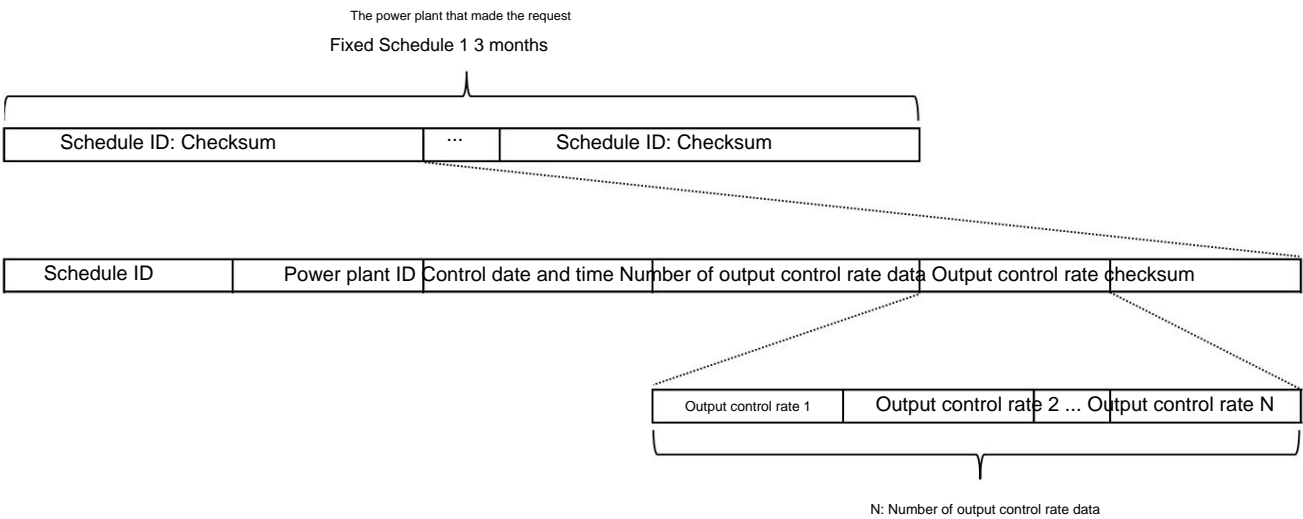 The power plant that made the request
Fixed Schedule 1 3 months
Schedule ID: Checksum
...
Schedule ID: Checksum
Schedule ID
Power plant ID Control date and time Number of output control rate data Output control rate checksum
Output control rate 1
Output control rate 2 ... Output control rate N
N: Number of output control rate data